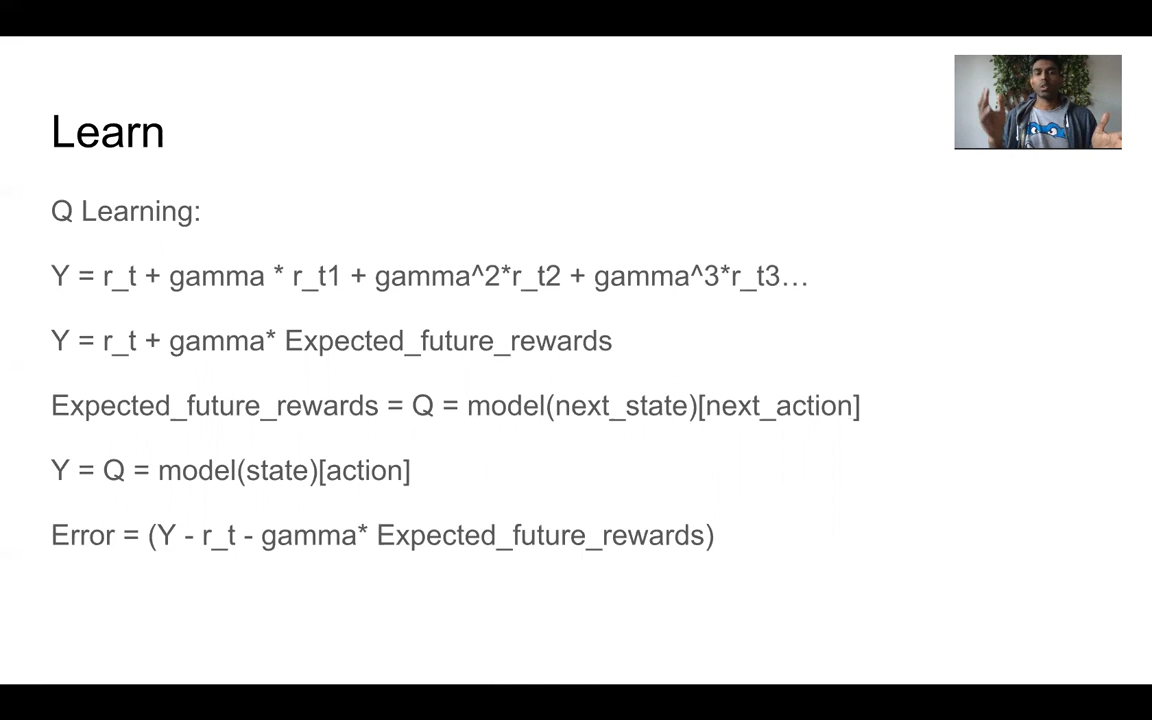 Learn
Q Learning:
Y = r_t + gamma * r_t1 + gamma^2*r_t2 + gamma^3*r_t3…
Y = r_t + gamma* Expected_future_rewards
Expected_future_rewards = Q = model(next_state)[next_action]
Y = Q = model(state)[action]
Error = (Y - r_t - gamma* Expected_future_rewards)